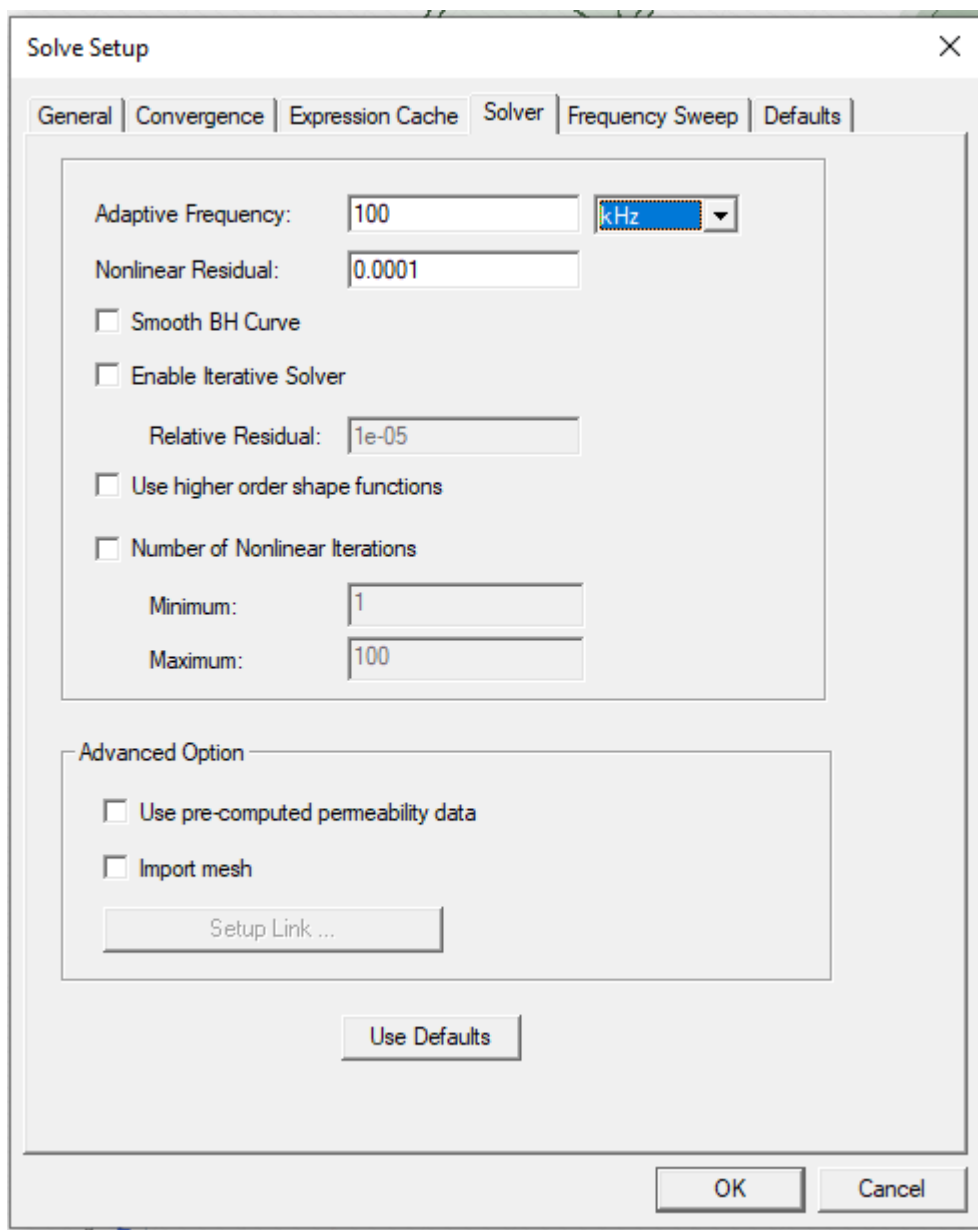 Solve Setup
General Convergence Expression Cache Solver Frequency Sweep Defaults
Adaptive Frequency: 100 kHz
Nonlinear Residual: 0.0001
Smooth BH Curve
Enable Iterative Solver
Relative Residual: 1e-05
Use higher order shape functions
Number of Nonlinear Iterations
Minimum: 1
Maximum: 100
Advanced Option
Use pre-computed permeability data
Import mesh
Setup Link ...
Use Defaults
OK Cancel